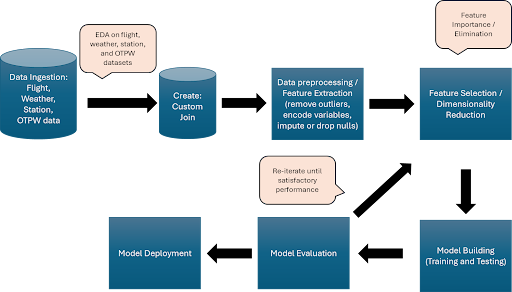 EDA on flight,
weather, station,
and OTPW
datasets
Feature
Importance /
Elimination
Data Ingestion:
Flight,
Weather,
Station,
OTPW data
Create:
Custom
Join
Data preprocessing /
Feature Extraction
(remove outliers,
encode variables,
impute or drop nulls)
Feature Selection /
Dimensionality
Reduction
Re-iterate until
satisfactory
performance
Model Deployment
Model Evaluation
Model Building
(Training and Testing)